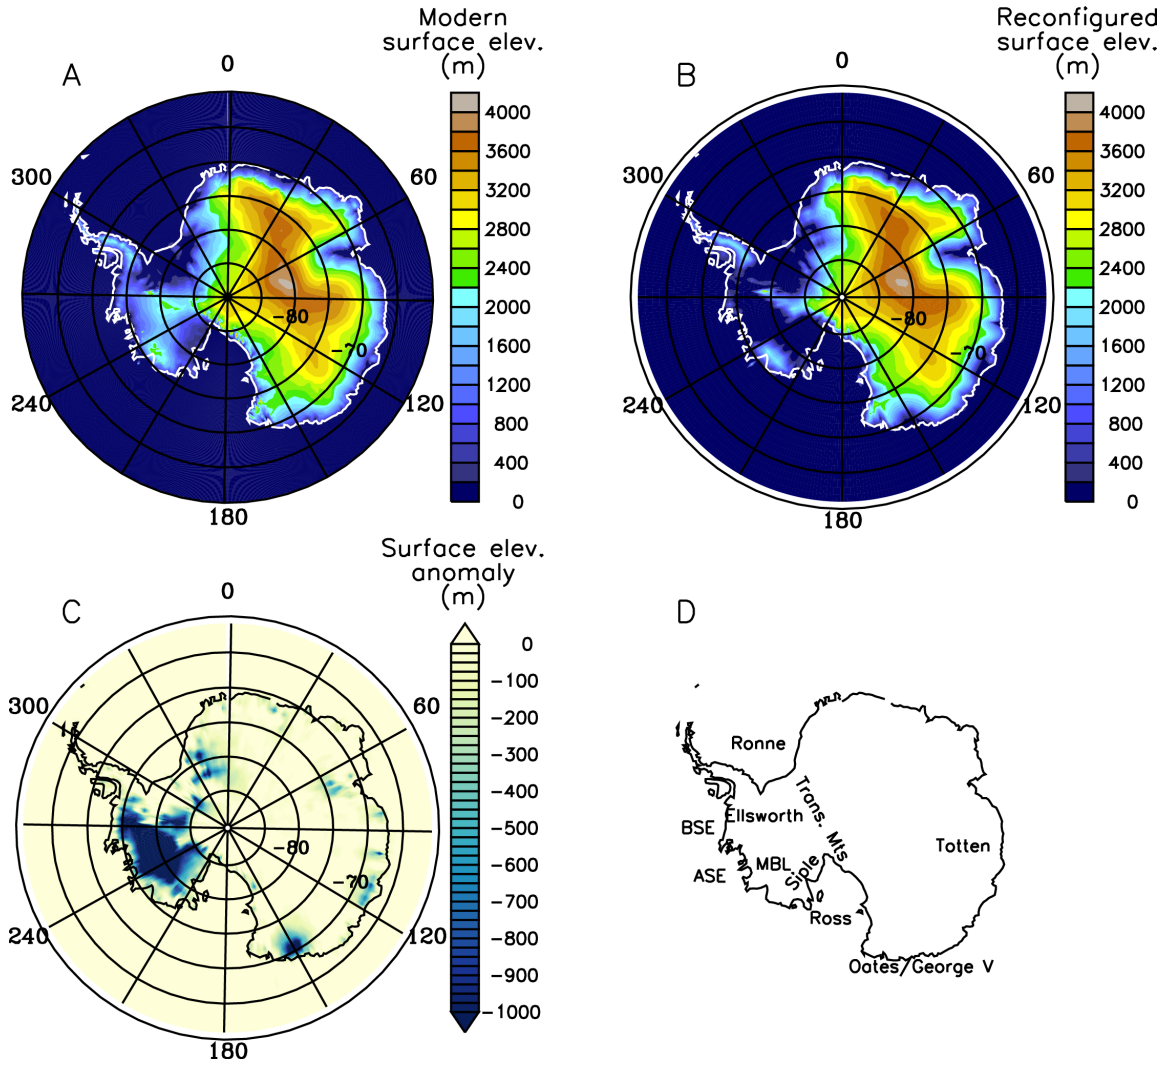 Modern
surface elev.
(m)
A
0
60
120
180
240
300
-80
-70
4000
3600
3200
2800
2400
2000
1600
1200
800
400
0
Reconfigured
surface elev.
(m)
B
0
60
120
180
240
300
-80
-70
4000
3600
3200
2800
2400
2000
1600
1200
800
400
0
Surface elev.
anomaly
(m)
C
0
60
120
180
240
300
-80
-70
0
-100
-200
-300
-400
-500
-600
-700
-800
-900
-1000
D
Ronne
Trans. Mts
Ellsworth
BSE
Totten
MBL
Siple
ASE
Ross
Oates/George V